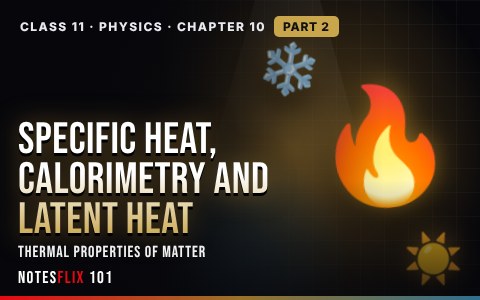 CLASS 11 · PHYSICS · CHAPTER 10 PART 2
SPECIFIC HEAT,
CALORIMETRY AND
LATENT HEAT
THERMAL PROPERTIES OF MATTER
NOTESFLIX 101